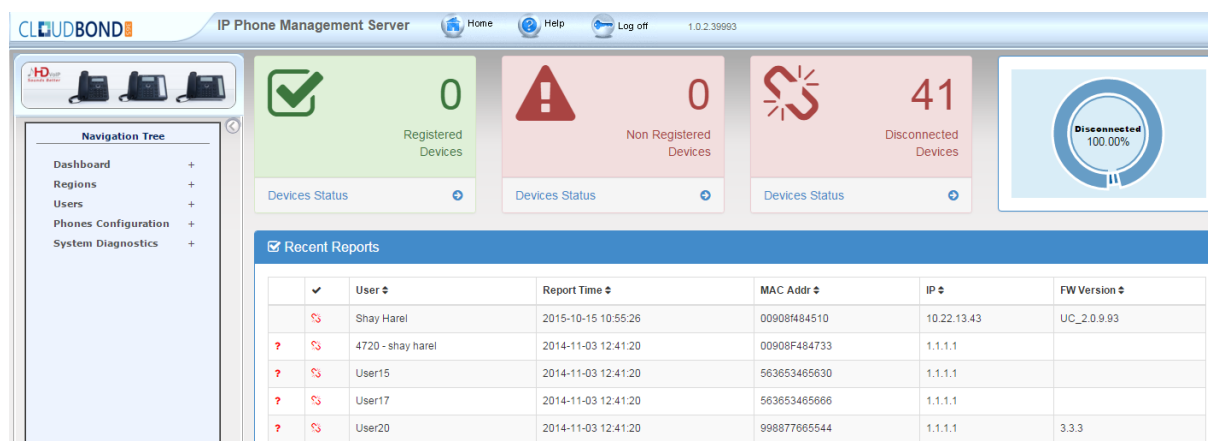 CLOUDBOND
IP Phone Management Server
Home
Help
Log off
1.0.2.39993
HD VoIP
Sounds Better
Navigation Tree
Dashboard +
Regions +
Users +
Phones Configuration +
System Diagnostics +
0
Registered
Devices
Devices Status
0
Non Registered
Devices
Devices Status
41
Disconnected
Devices
Devices Status
Disconnected
100.00%
Recent Reports
User Report Time MAC Addr IP FW Version
Shay Harel 2015-10-15 10:55:26 00908f484510 10.22.13.43 UC_2.0.9.93
? 4720 - shay harel 2014-11-03 12:41:20 00908F484733 1.1.1.1
? User15 2014-11-03 12:41:20 563653465630 1.1.1.1
? User17 2014-11-03 12:41:20 563653465666 1.1.1.1
? User20 2014-11-03 12:41:20 998877665544 1.1.1.1 3.3.3